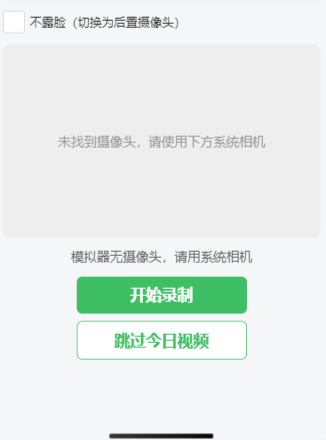 不露脸（切换为后置摄像头）
未找到摄像头，请使用下方系统相机
模拟器无摄像头，请用系统相机
开始录制
跳过今日视频